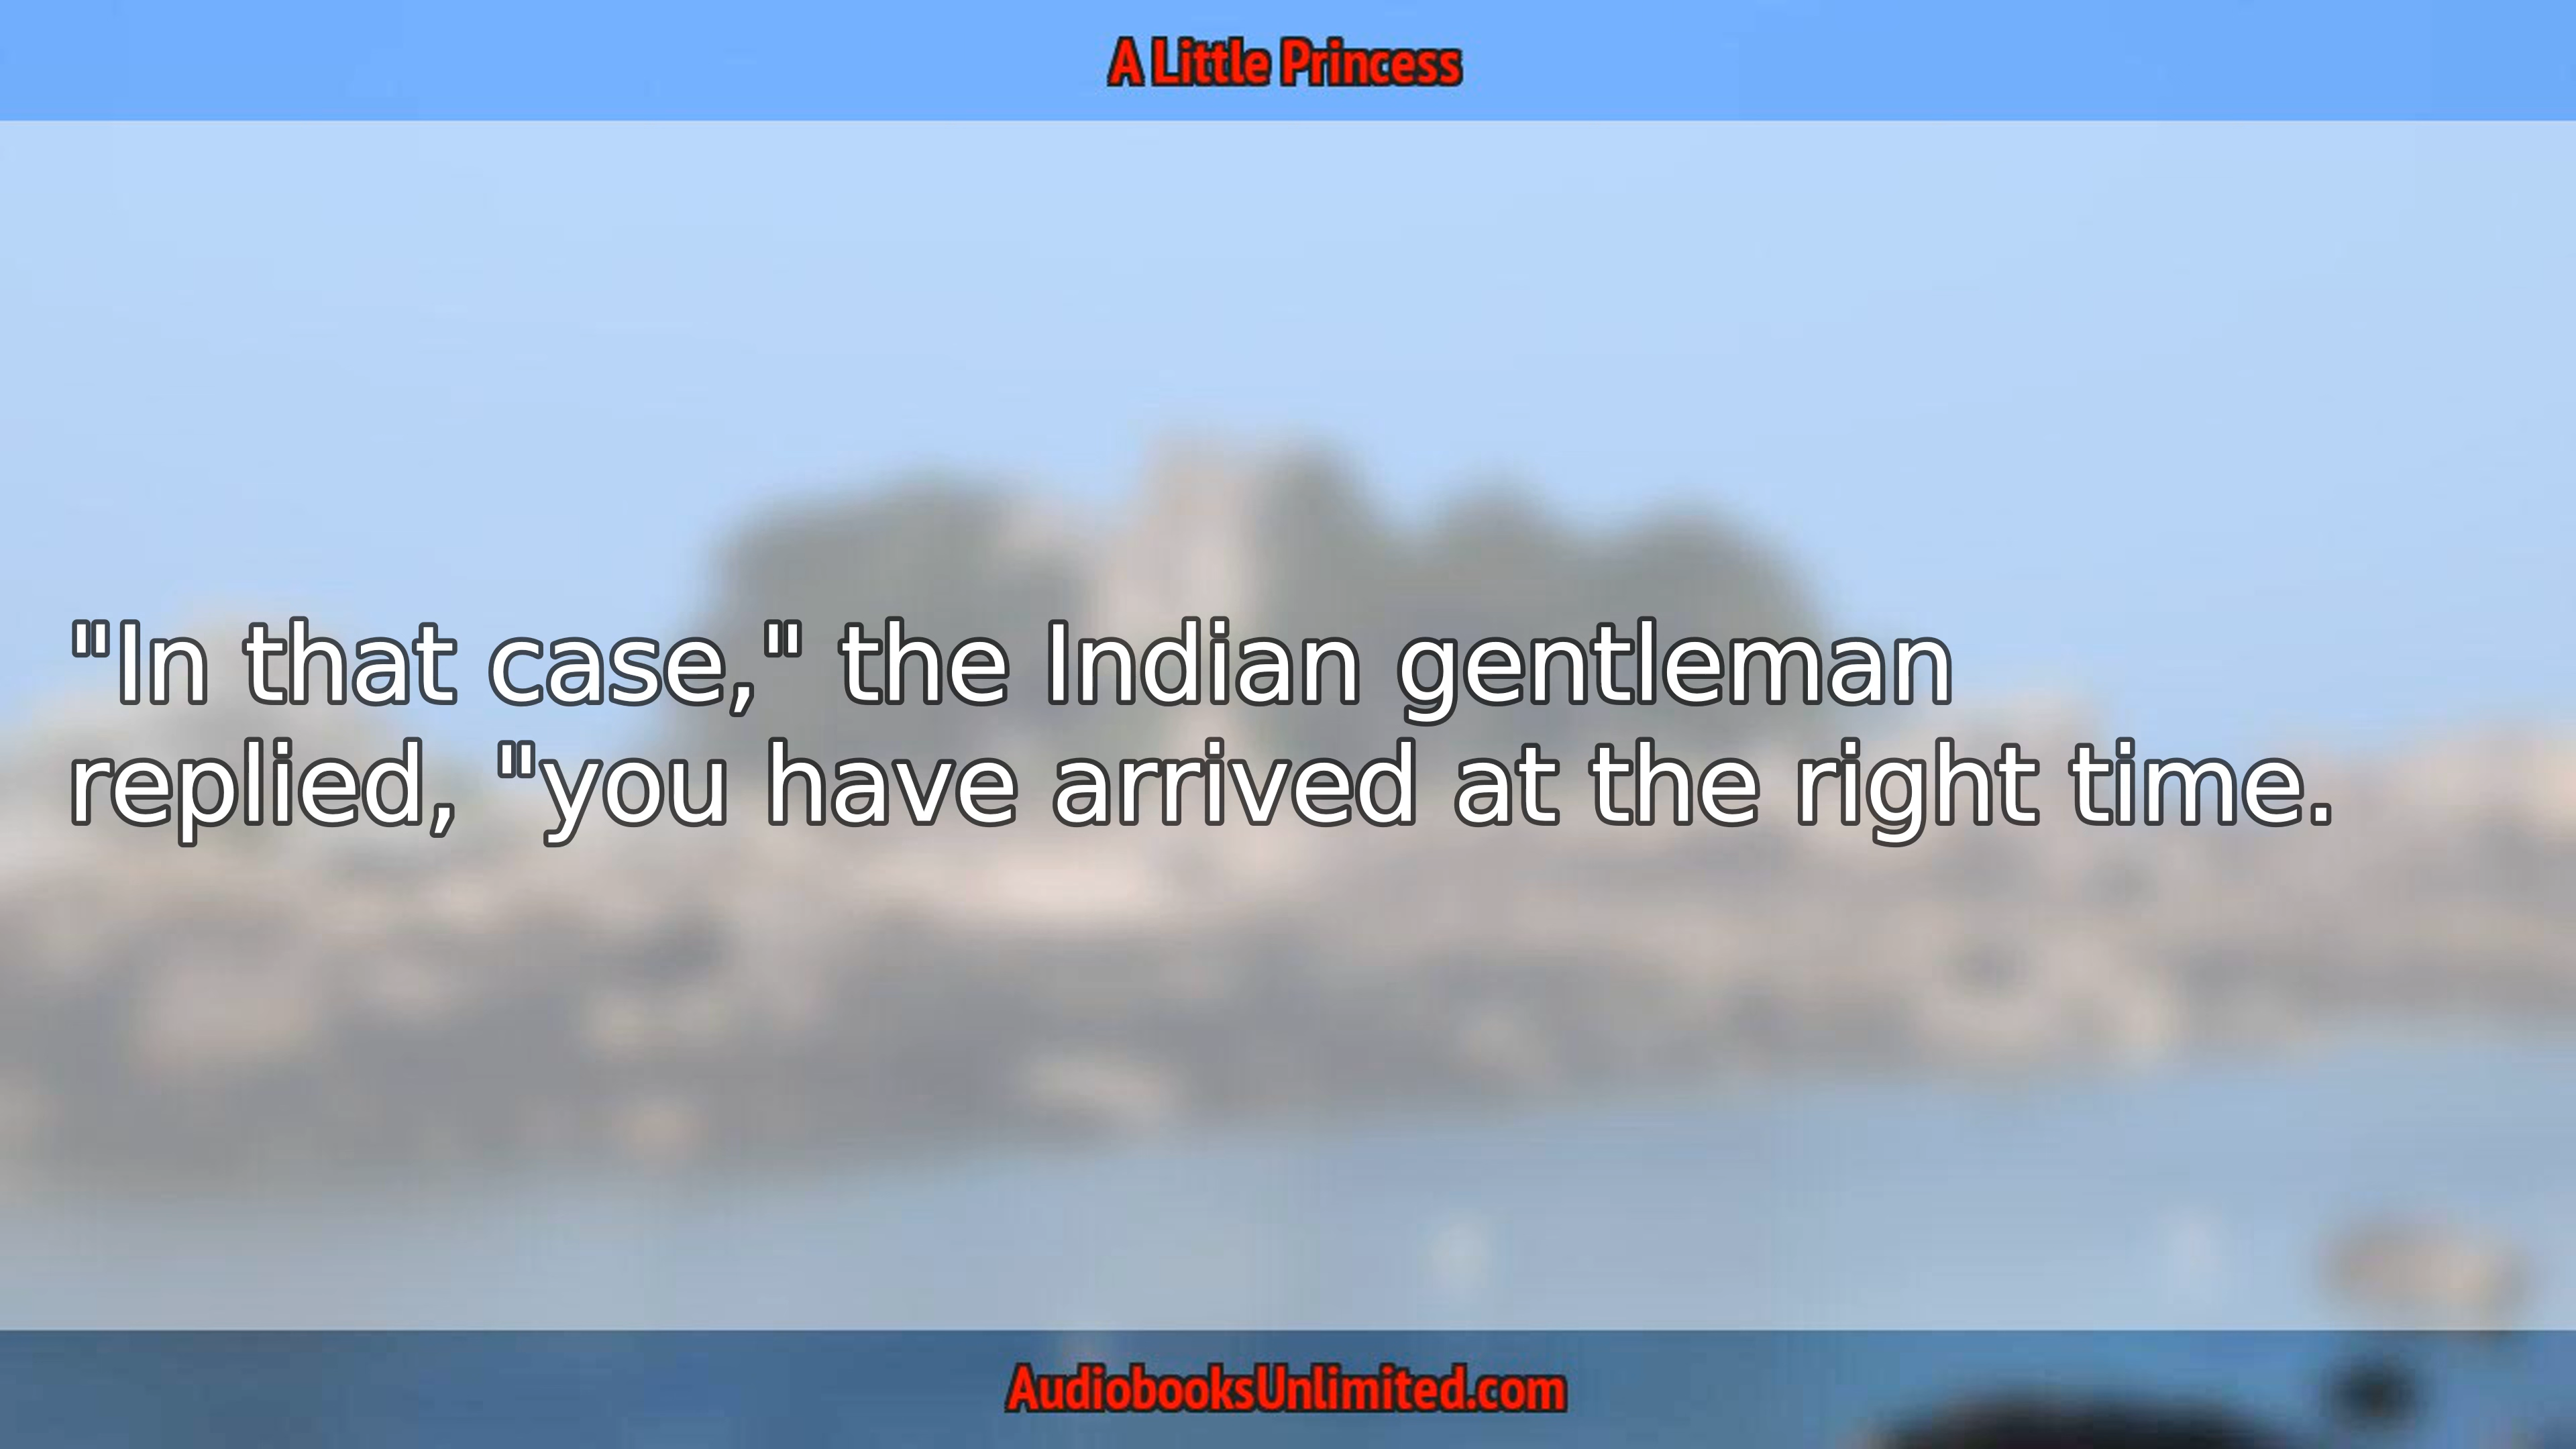 A Little Princess
"In that case," the Indian gentleman
replied, "you have arrived at the right time.
AudiobooksUnlimited.com